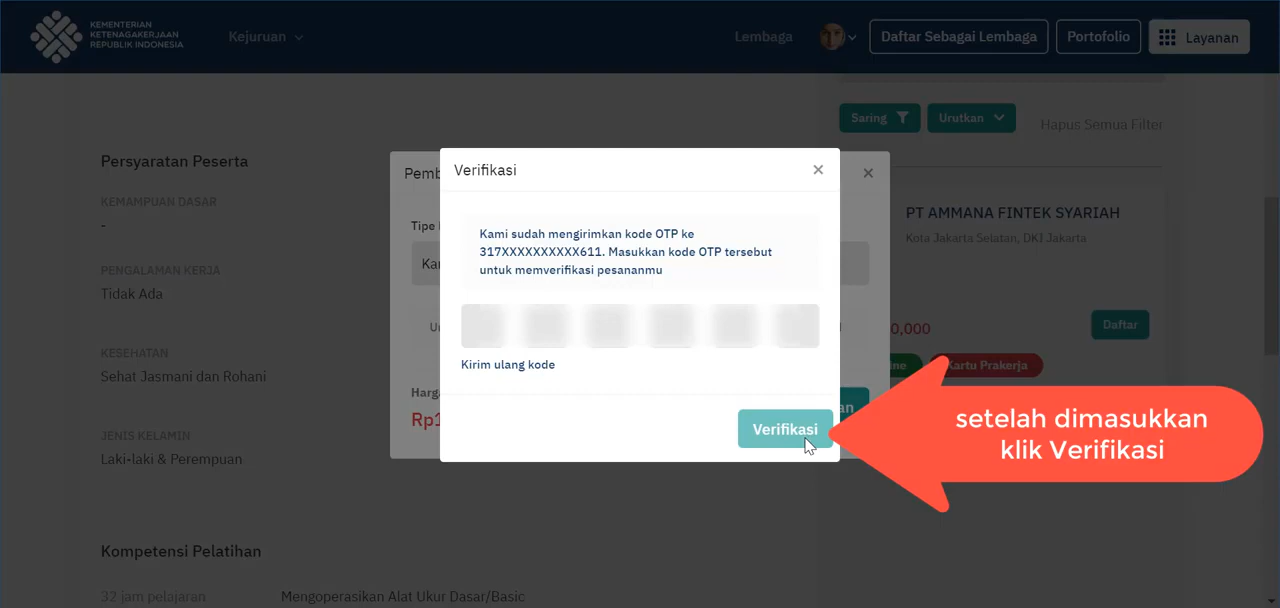 KEMENTERIAN
KETENAGAKERJAAN
REPUBLIK INDONESIA
Kejuruan
Lembaga
Daftar Sebagai Lembaga
Portofolio
Layanan
Saring
Urutkan
Hapus Semua Filter
Persyaratan Peserta
KEMAMPUAN DASAR
-
PENGALAMAN KERJA
Tidak Ada
KESEHATAN
Sehat Jasmani dan Rohani
JENIS KELAMIN
Laki-laki & Perempuan
Kompetensi Pelatihan
32 jam pelajaran
Mengoperasikan Alat Ukur Dasar/Basic
Verifikasi
Kami sudah mengirimkan kode OTP ke
317XXXXXXXXXX611. Masukkan kode OTP tersebut
untuk memverifikasi pesananmu
Kirim ulang kode
Verifikasi
PT AMMANA FINTEK SYARIAH
Kota Jakarta Selatan, DKI Jakarta
Daftar
Kartu Prakerja
setelah dimasukkan
klik Verifikasi